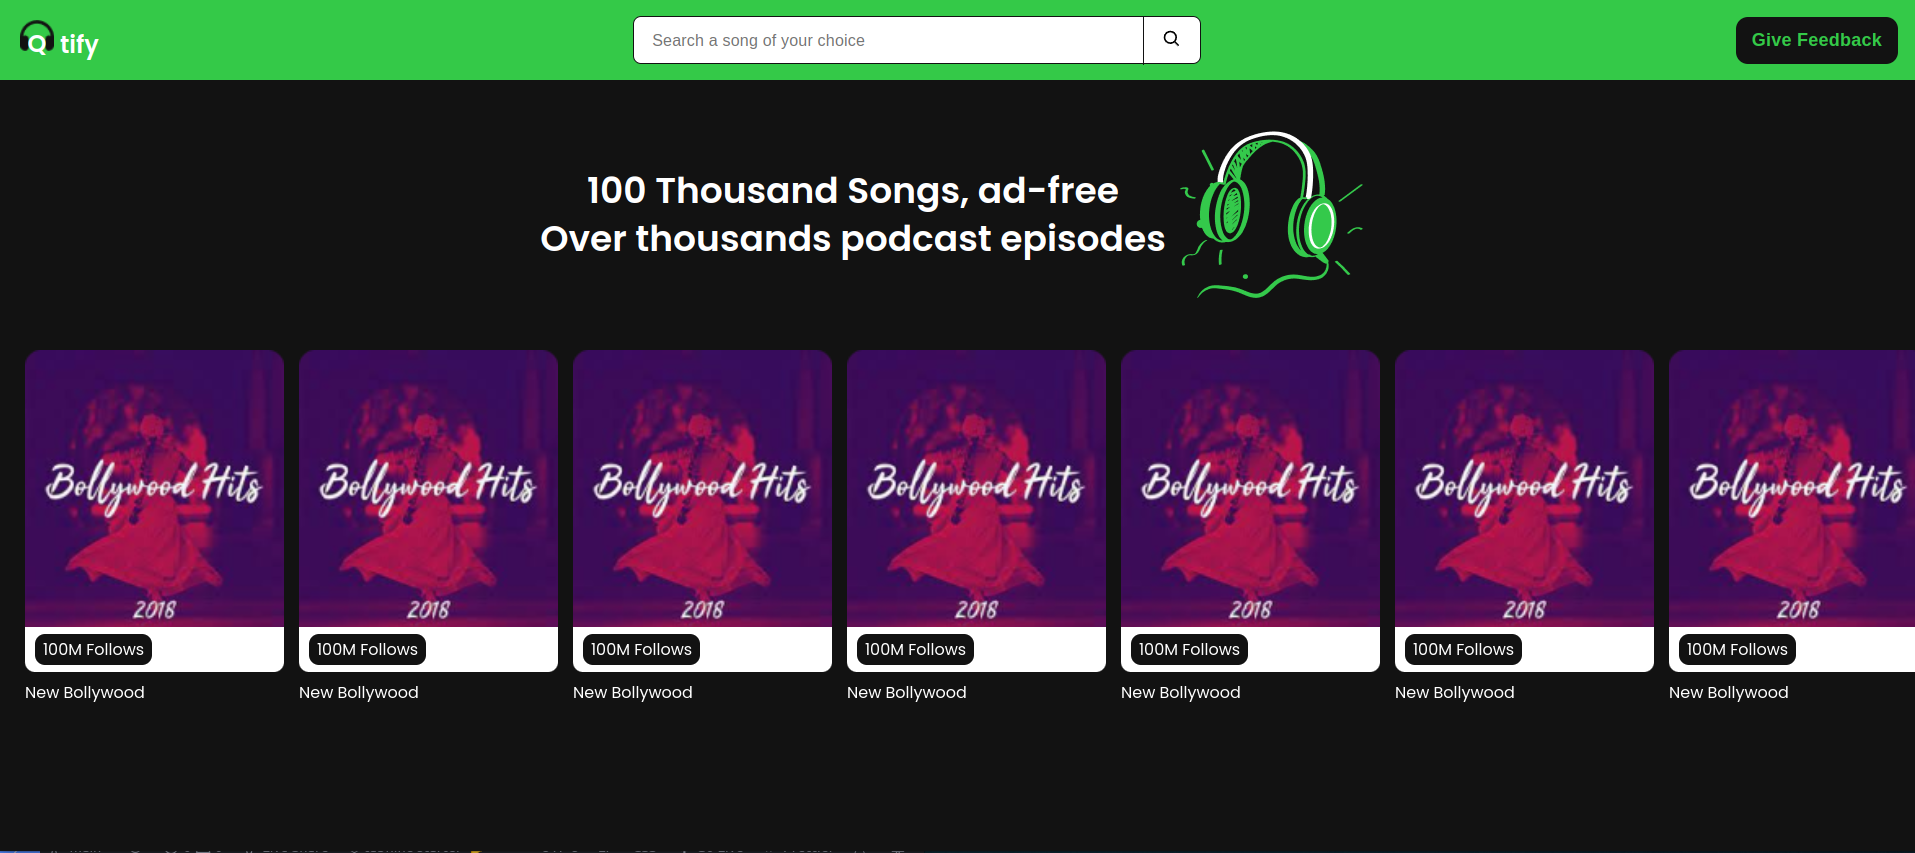 Qtify
Search a song of your choice
Give Feedback
100 Thousand Songs, ad-free
Over thousands podcast episodes
Bollywood Hits
2018
100M Follows
New Bollywood
Bollywood Hits
2018
100M Follows
New Bollywood
Bollywood Hits
2018
100M Follows
New Bollywood
Bollywood Hits
2018
100M Follows
New Bollywood
Bollywood Hits
2018
100M Follows
New Bollywood
Bollywood Hits
2018
100M Follows
New Bollywood
Bollywood Hits
2018
100M Follows
New Bollywood